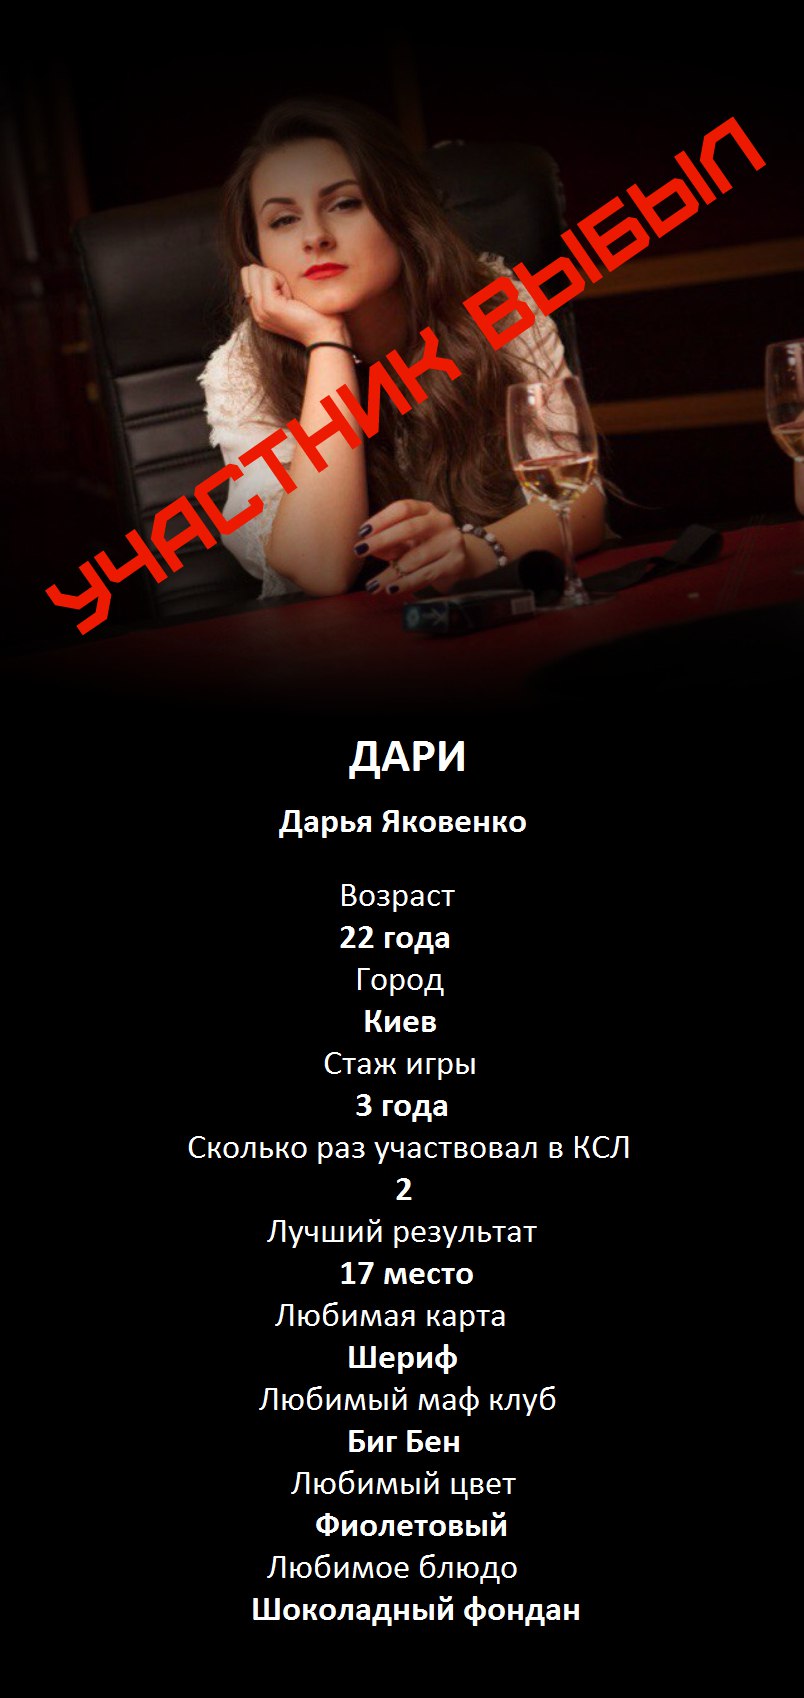 УЧАСТНИК ВЫБЫЛ
ДАРИ
Дарья Яковенко
Возраст
22 года
Город
Киев
Стаж игры
3 года
Сколько раз участвовал в КСЛ
2
Лучший результат
17 место
Любимая карта
Шериф
Любимый маф клуб
Биг Бен
Любимый цвет
Фиолетовый
Любимое блюдо
Шоколадный фондан